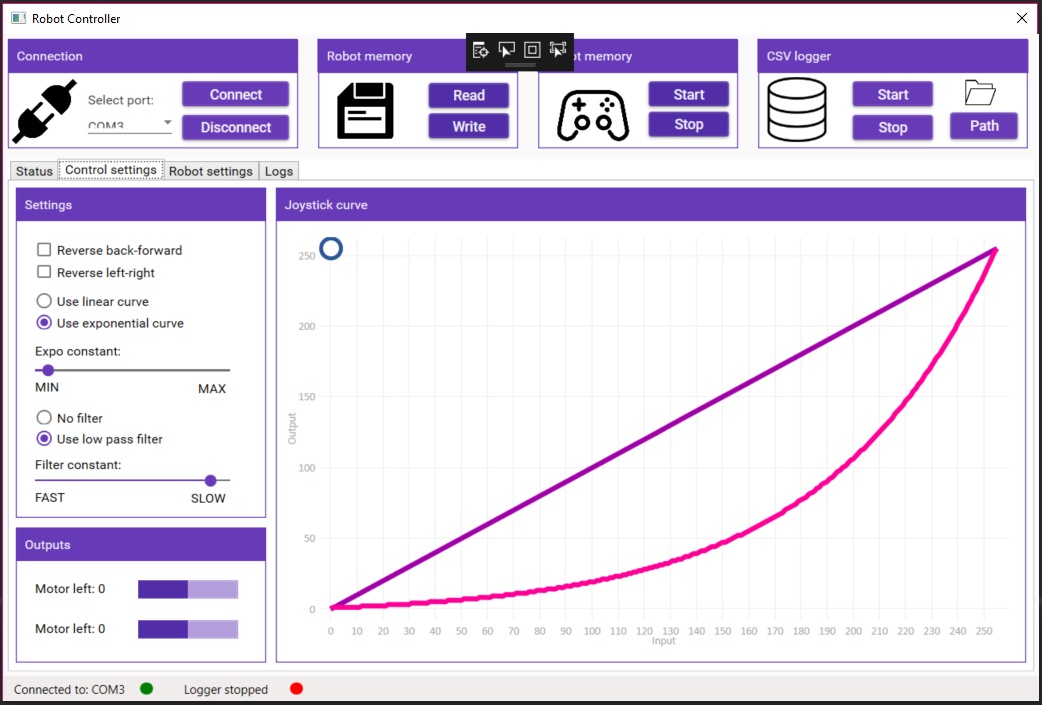 Robot Controller
Connection
Select port:
COM3
Connect
Disconnect
Robot memory
Read
Write
t memory
Start
Stop
CSV logger
Start
Stop
Path
Status
Control settings
Robot settings
Logs
Settings
Reverse back-forward
Reverse left-right
Use linear curve
Use exponential curve
Expo constant:
MIN MAX
No filter
Use low pass filter
Filter constant:
FAST SLOW
Outputs
Motor left: 0
Motor left: 0
Joystick curve
Output
250
200
150
100
50
0
0 10 20 30 40 50 60 70 80 90 100 110 120 130 140 150 160 170 180 190 200 210 220 230 240 250
Input
Connected to: COM3
Logger stopped